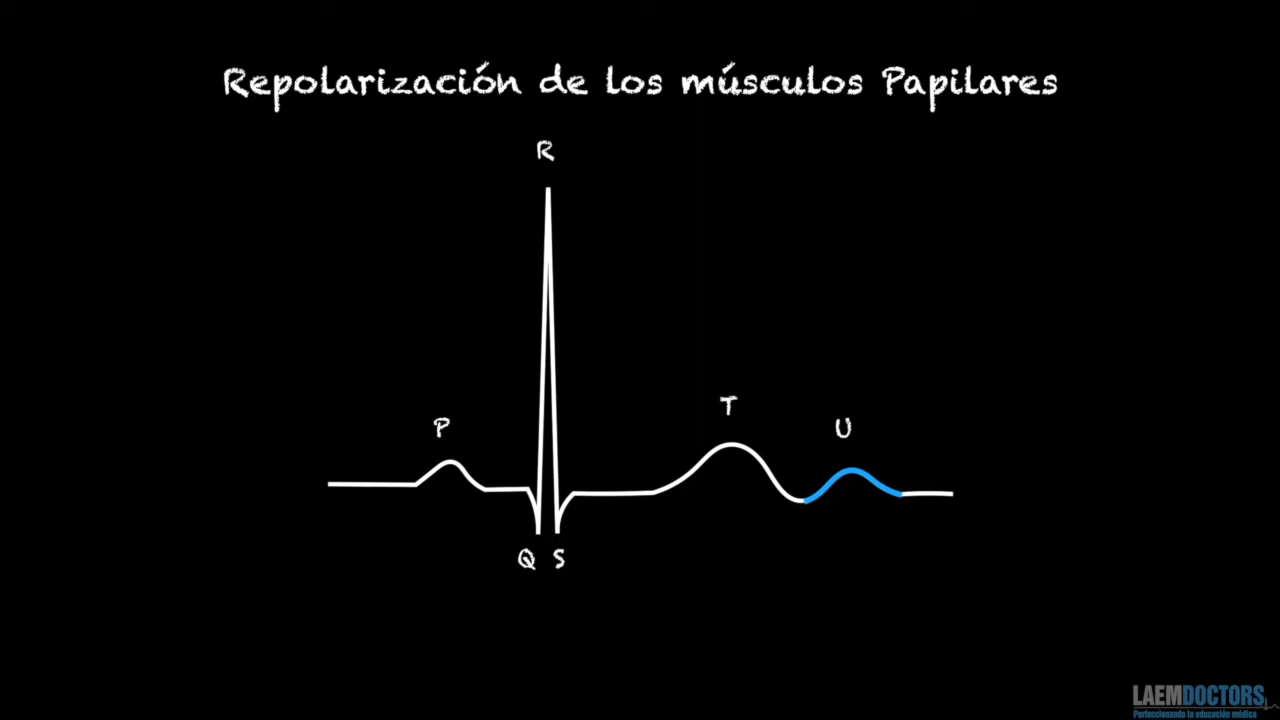 Repolarización de los músculos Papilares
R
T
P
U
Q S
LAEMDOCTORS
Perfeccionando la educación médica